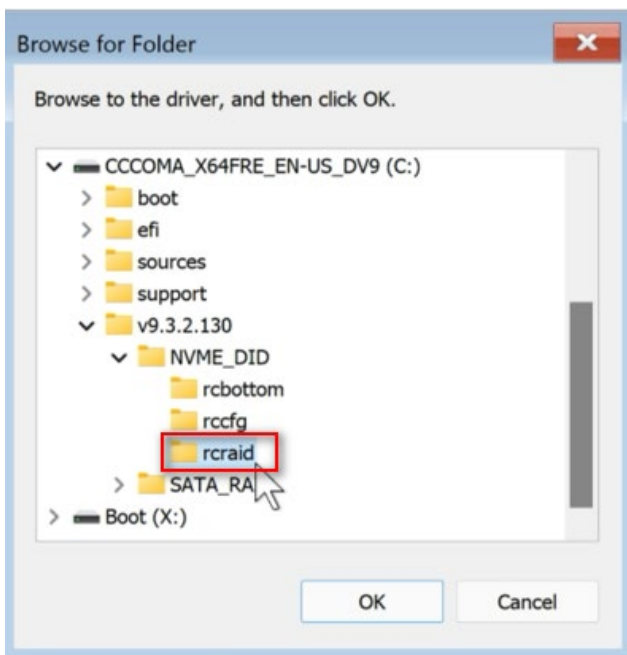 Browse for Folder
Browse to the driver, and then click OK.
CCCOMA_X64FRE_EN-US_DV9 (C:)
boot
efi
sources
support
v9.3.2.130
NVME_DID
rcbottom
rccfg
rcraid
SATA_RA
Boot (X:)
OK
Cancel